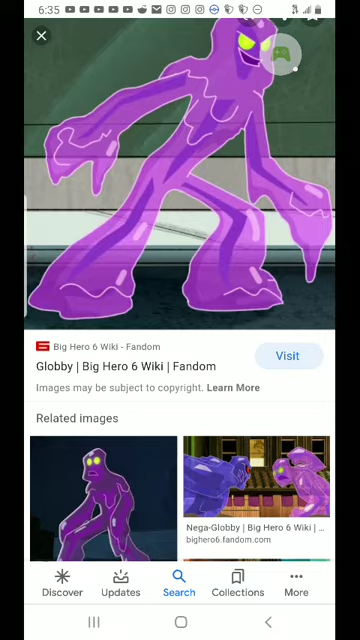 6:35
Big Hero 6 Wiki - Fandom
Globby | Big Hero 6 Wiki | Fandom
Visit
Images may be subject to copyright. Learn More
Related images
Nega-Globby | Big Hero 6 Wiki | ...
bighero6.fandom.com
Discover
Updates
Search
Collections
More